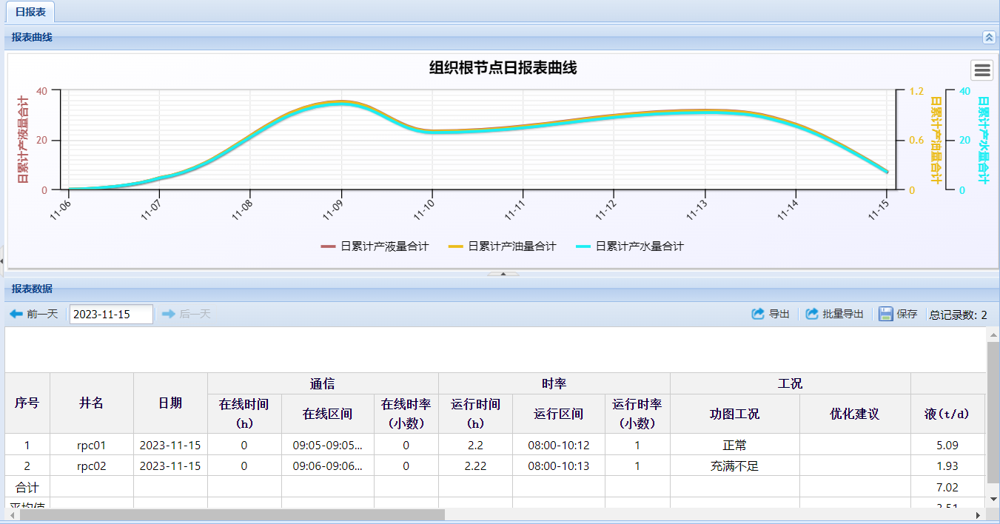 日报表
报表曲线
组织根节点日报表曲线
日累计产液量合计
40
20
0
1.2
0.6
0
日累计产油量合计
40
20
0
日累计产水量合计
11-06 11-07 11-08 11-09 11-10 11-11 11-12 11-13 11-14 11-15
日累计产液量合计 日累计产油量合计 日累计产水量合计
报表数据
前一天 2023-11-15 后一天 导出 批量导出 保存 总记录数: 2
通信 时率 工况
序号 井名 日期 在线时间(h) 在线区间 在线时率(小数) 运行时间(h) 运行区间 运行时率(小数) 功图工况 优化建议 液(t/d)
1 rpc01 2023-11-15 0 09:05-09:05... 0 2.2 08:00-10:12 1 正常 5.09
2 rpc02 2023-11-15 0 09:06-09:06... 0 2.22 08:00-10:13 1 充满不足 1.93
合计 7.02
平均值 3.51